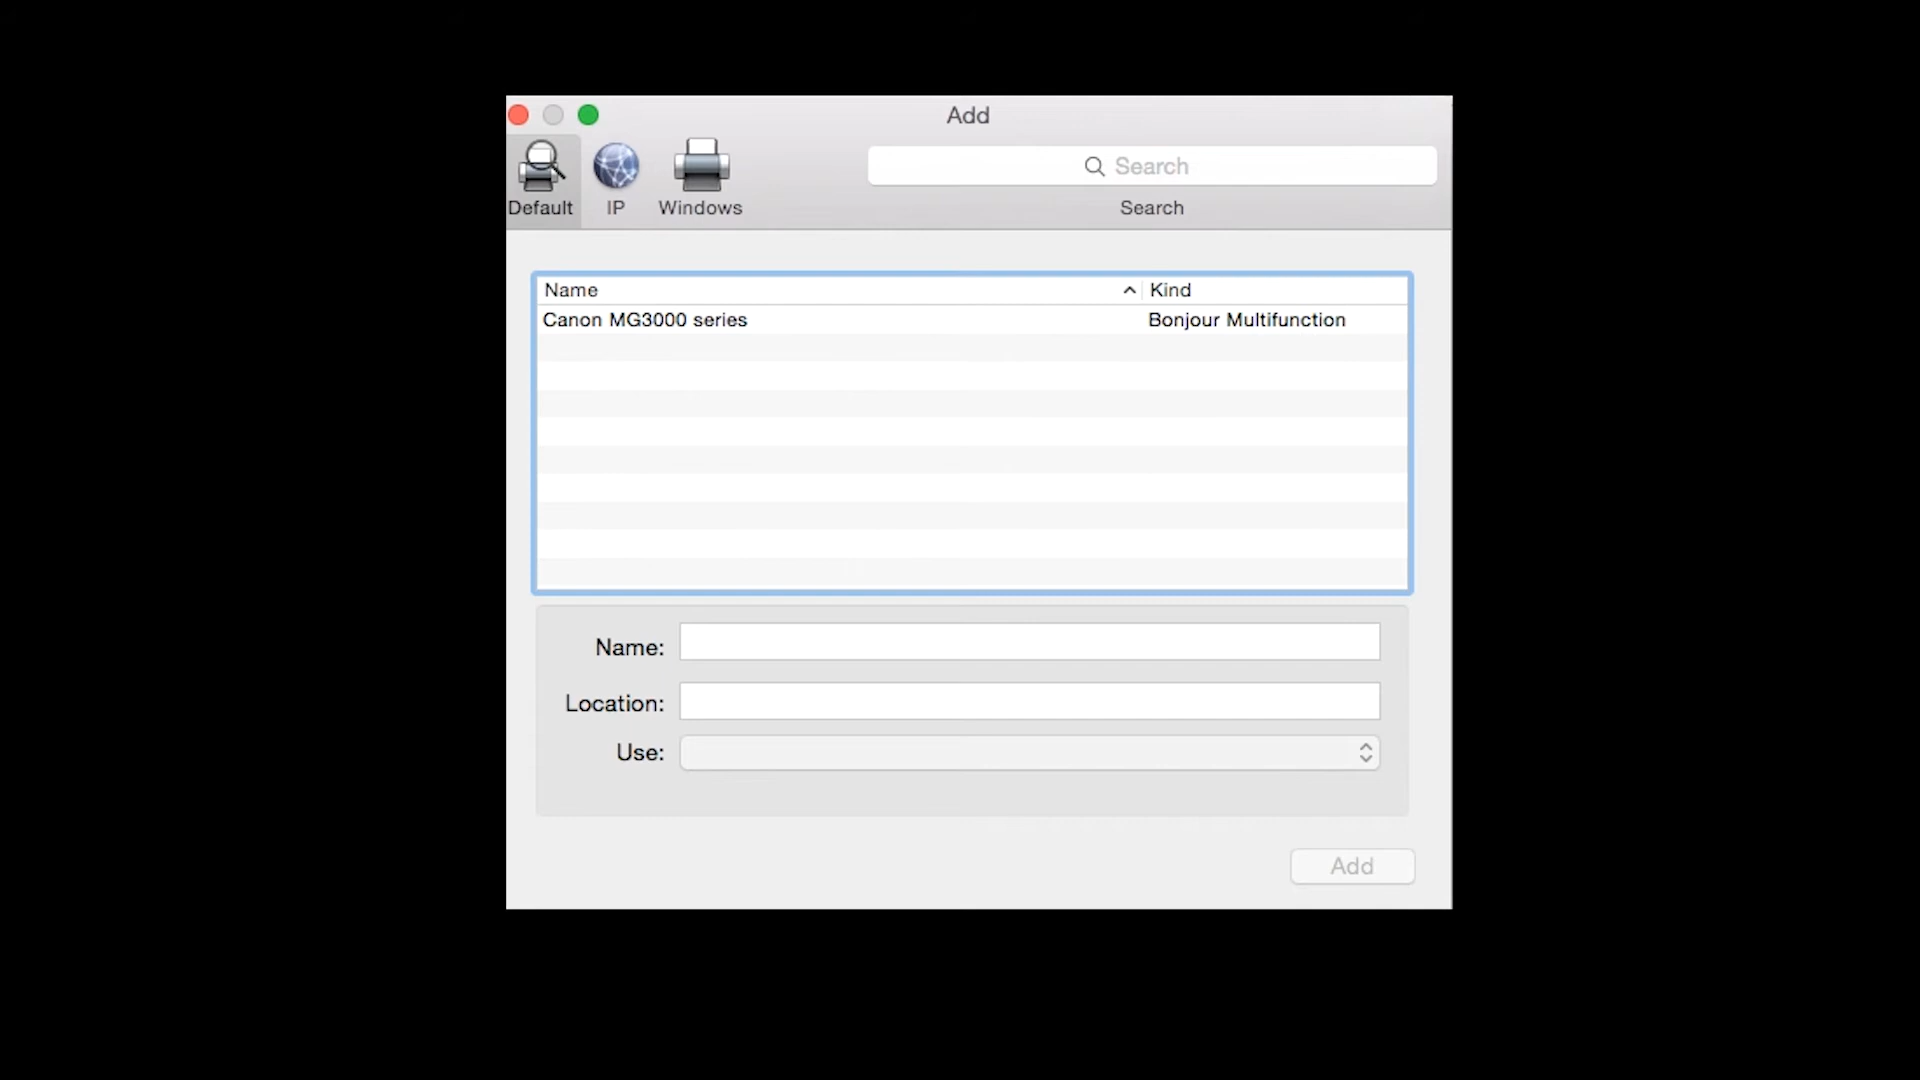 Add
Default IP Windows
Search
Search
Name Kind
Canon MG3000 series Bonjour Multifunction
Name:
Location:
Use:
Add